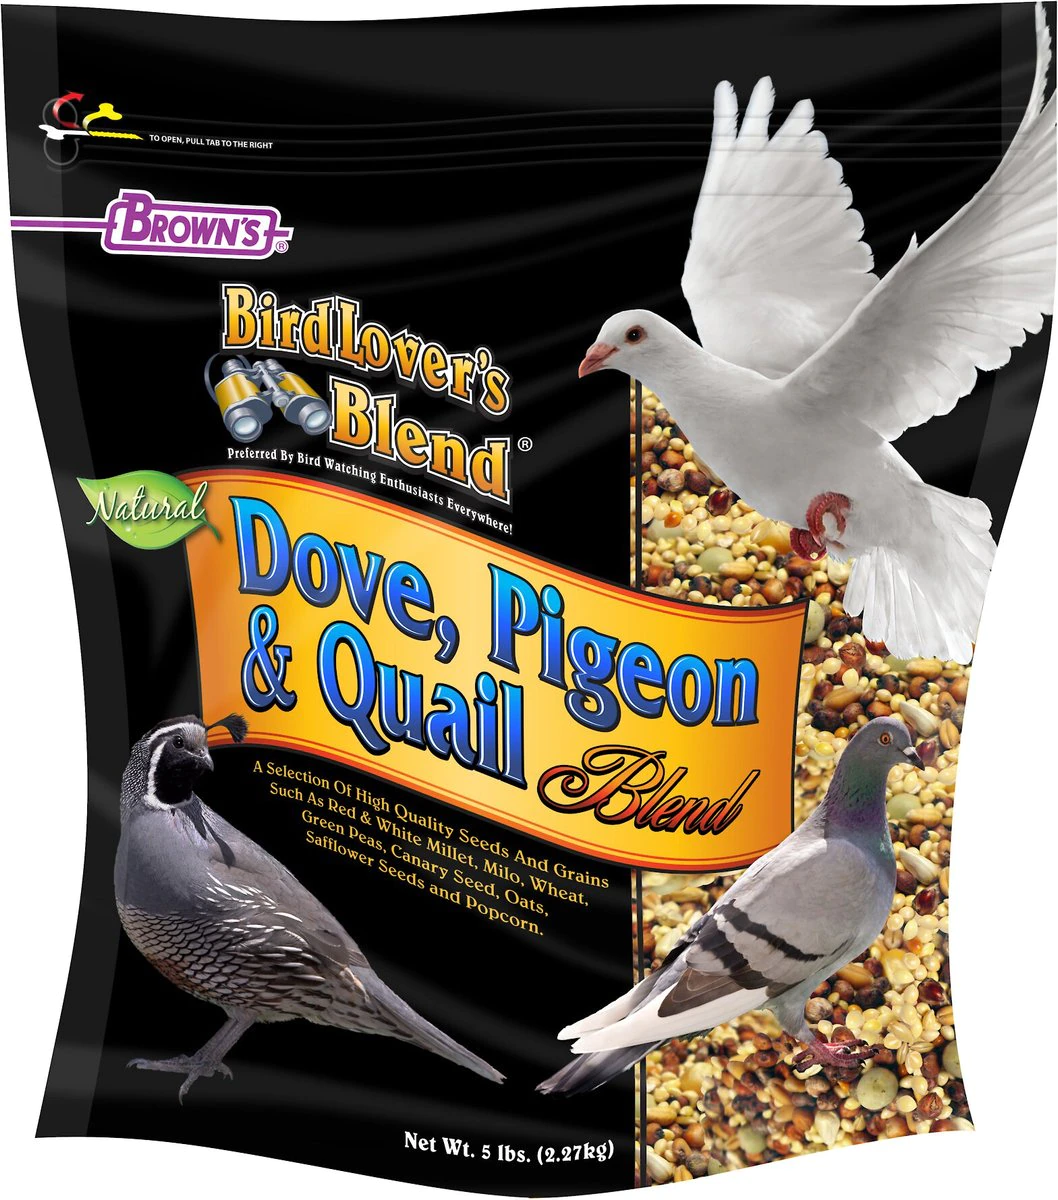 TO OPEN, PULL TAB TO THE RIGHT
BROWN'S®
BirdLover's
Blend®
Preferred By Bird Watching Enthusiasts Everywhere!
Natural
Dove, Pigeon
& Quail
Blend
A Selection Of High Quality Seeds And Grains
Such As Red & White Millet, Milo, Wheat,
Green Peas, Canary Seed, Oats,
Safflower Seeds and Popcorn.
Net Wt. 5 lbs. (2.27kg)